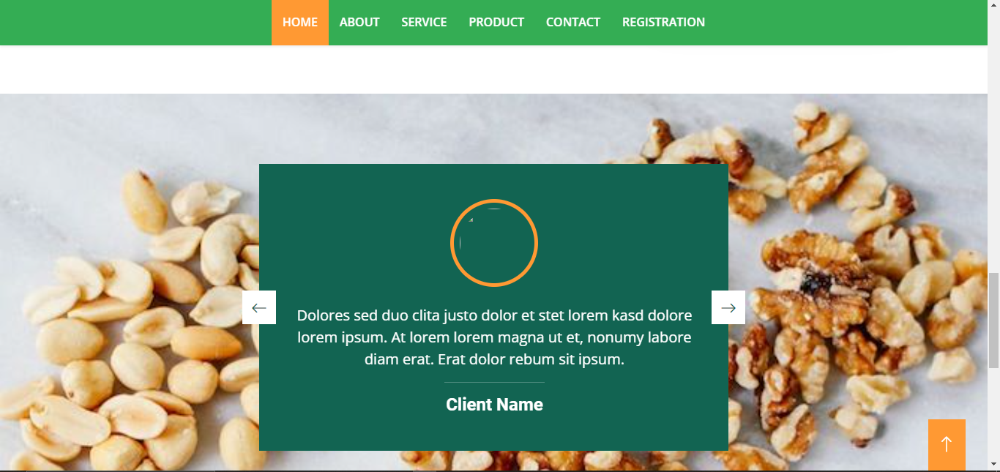 HOME ABOUT SERVICE PRODUCT CONTACT REGISTRATION
Dolores sed duo clita justo dolor et stet lorem kasd dolore
lorem ipsum. At lorem lorem magna ut et, nonumy labore
diam erat. Erat dolor rebum sit ipsum.
Client Name